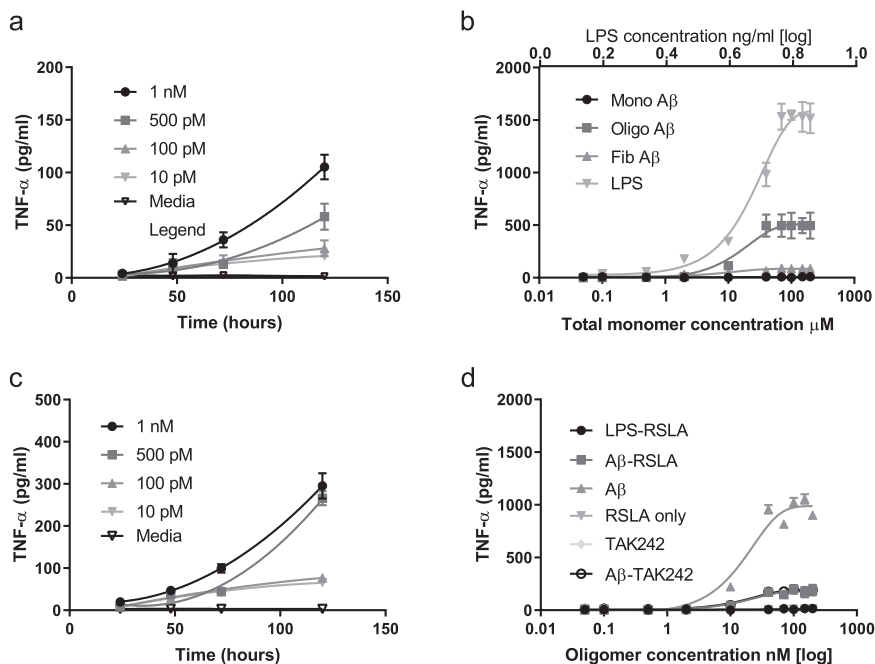 a
TNF-α (pg/ml)
200
150
100
50
0
0 50 100 150
Time (hours)
1 nM
500 pM
100 pM
10 pM
Media
Legend
b
LPS concentration ng/ml [log]
0.0 0.2 0.4 0.6 0.8 1.0
TNF-α (pg/ml)
2000
1500
1000
500
0
0.01 0.1 1 10 100 1000
Total monomer concentration μM
Mono Aβ
Oligo Aβ
Fib Aβ
LPS
c
TNF-α (pg/ml)
500
400
300
200
100
0
0 50 100 150
Time (hours)
1 nM
500 pM
100 pM
10 pM
Media
d
TNF-α (pg/ml)
2000
1500
1000
500
0
0.01 0.1 1 10 100 1000
Oligomer concentration nM [log]
LPS-RSLA
Aβ-RSLA
Aβ
RSLA only
TAK242
Aβ-TAK242